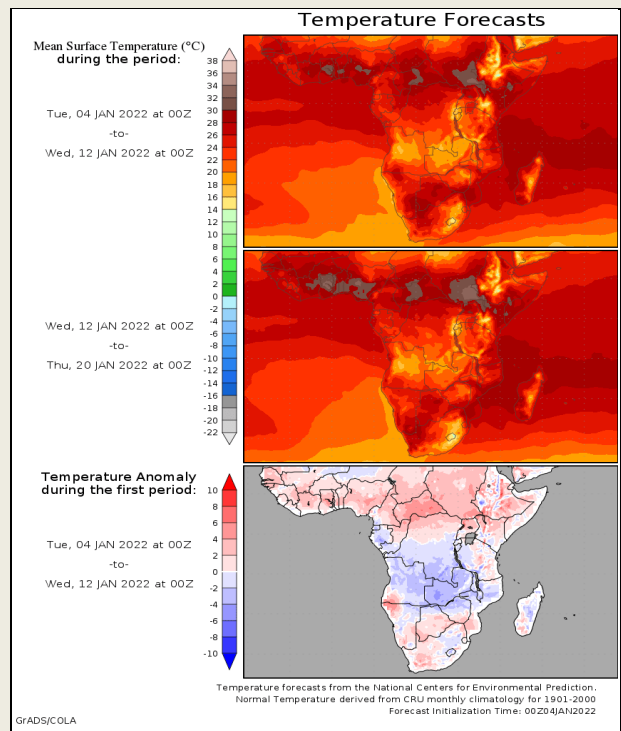 Temperature Forecasts
Mean Surface Temperature (°C)
during the period:
Tue, 04 JAN 2022 at 00Z
-to-
Wed, 12 JAN 2022 at 00Z
38
36
34
32
30
28
26
24
22
20
18
16
14
12
10
8
6
4
2
0
-2
-4
-6
-8
-10
-12
-14
-16
-18
-20
-22
Wed, 12 JAN 2022 at 00Z
-to-
Thu, 20 JAN 2022 at 00Z
Temperature Anomaly
during the first period:
Tue, 04 JAN 2022 at 00Z
-to-
Wed, 12 JAN 2022 at 00Z
10
8
6
4
2
0
-2
-4
-6
-8
-10
Temperature forecasts from the National Centers for Environmental Prediction.
Normal Temperature derived from CRU monthly climatology for 1901-2000
Forecast Initialization Time: 00Z04JAN2022
GrADS/COLA